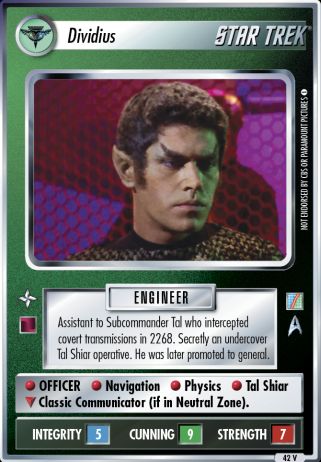 Dividius
STAR TREK
NOT ENDORSED BY CBS OR PARAMOUNT PICTURES
ENGINEER
Assistant to Subcommander Tal who intercepted
covert transmissions in 2268. Secretly an undercover
Tal Shiar operative. He was later promoted to general.
OFFICER Navigation Physics Tal Shiar
Classic Communicator (if in Neutral Zone).
INTEGRITY 5 CUNNING 9 STRENGTH 7
42 V